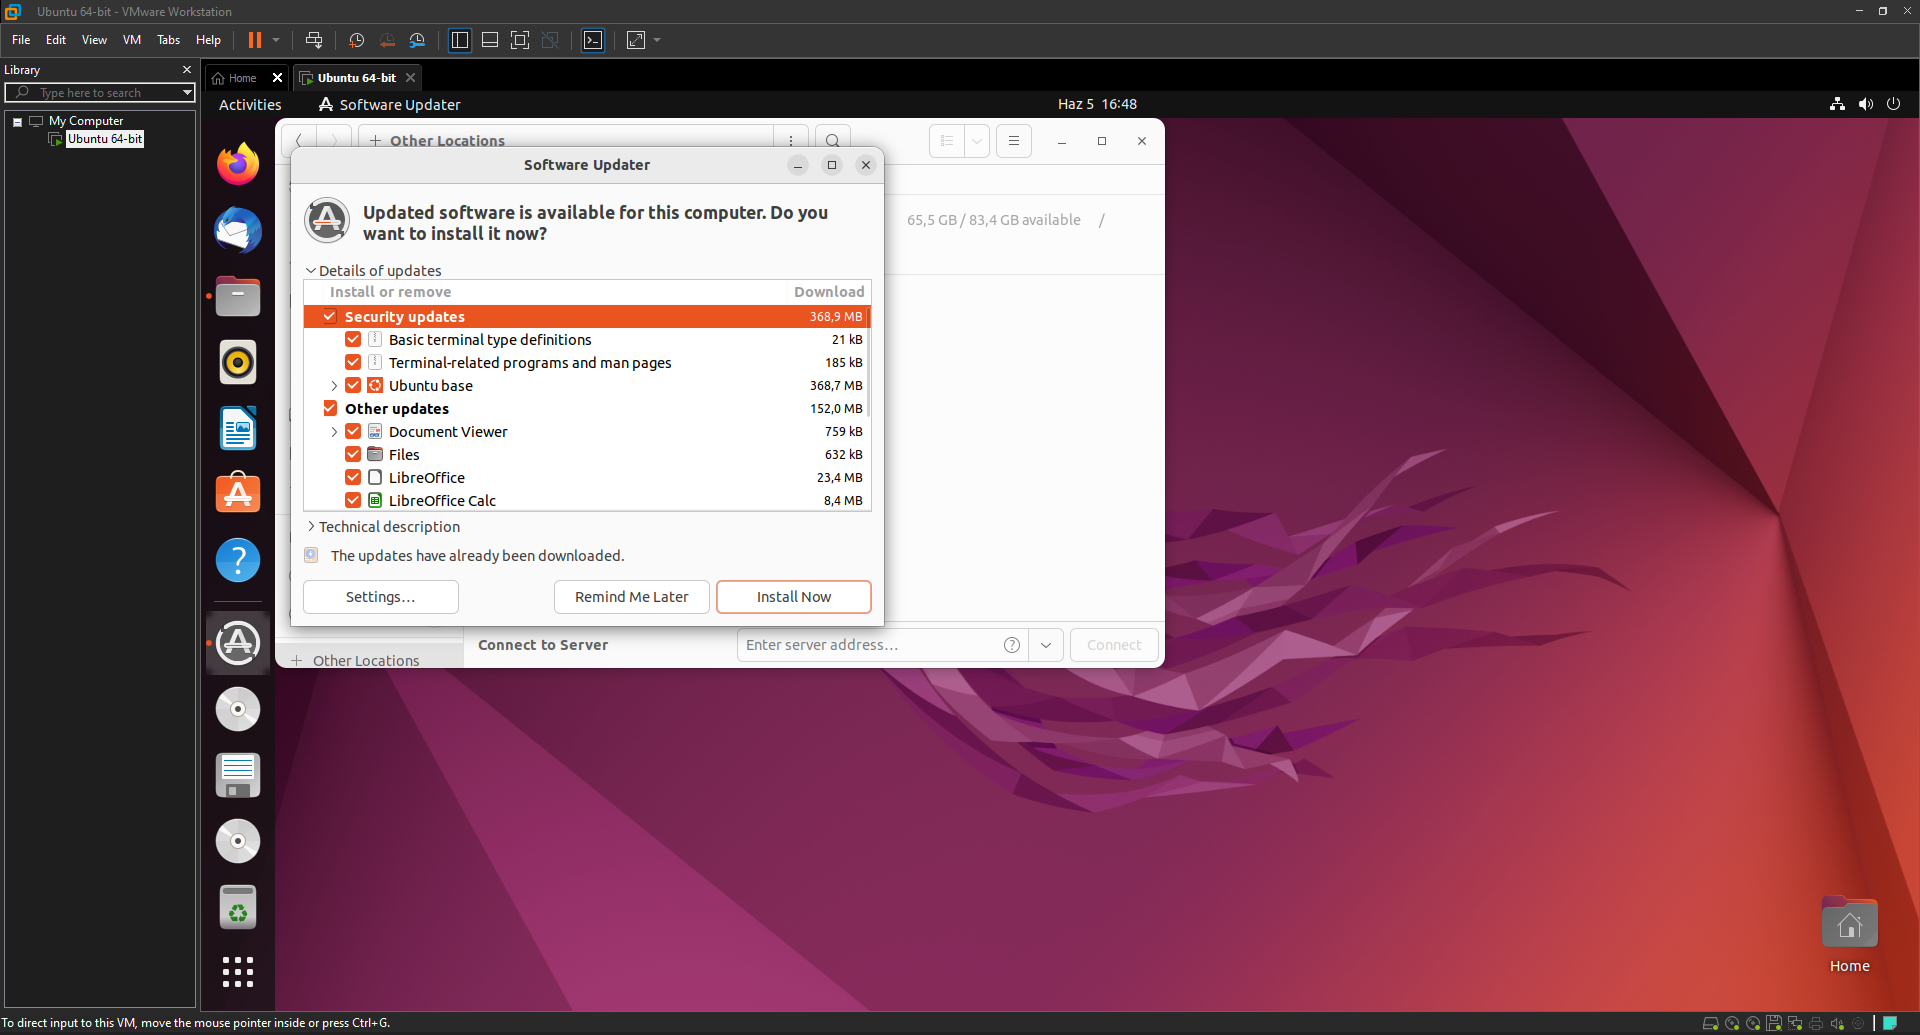 Ubuntu 64-bit - VMware Workstation
File Edit View VM Tabs Help
Library
Home
Ubuntu 64-bit
Type here to search
Activities
Software Updater
Haz 5 16:48
My Computer
Ubuntu 64-bit
Other Locations
Software Updater
Updated software is available for this computer. Do you
want to install it now?
65,5 GB / 83,4 GB available /
Details of updates
Install or remove Download
Security updates 368,9 MB
Basic terminal type definitions 21 kB
Terminal-related programs and man pages 185 kB
Ubuntu base 368,7 MB
Other updates 152,0 MB
Document Viewer 759 kB
Files 632 kB
LibreOffice 23,4 MB
LibreOffice Calc 8,4 MB
Technical description
The updates have already been downloaded.
Settings…
Remind Me Later
Install Now
Connect to Server
Enter server address…
Connect
Other Locations
Home
To direct input to this VM, move the mouse pointer inside or press Ctrl+G.